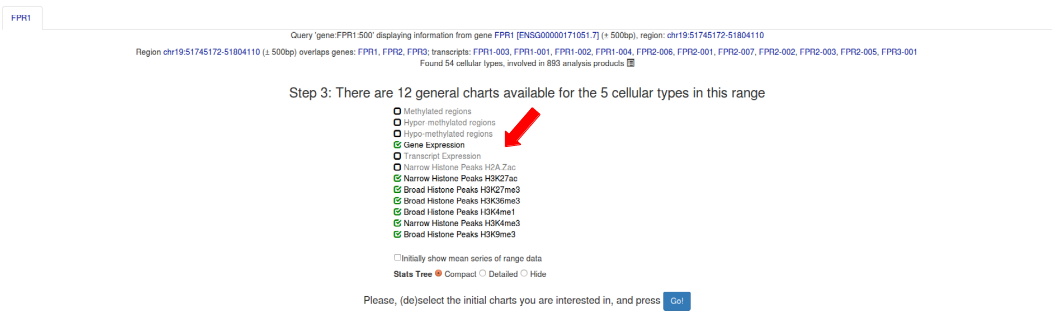 FPR1
Query 'gene:FPR1:500' displaying information from gene FPR1 [ENSG00000171051.7] (± 500bp), region: chr19:51745172-51804110
Region chr19:51745172-51804110 (± 500bp) overlaps genes: FPR1, FPR2, FPR3; transcripts: FPR1-003, FPR1-001, FPR1-002, FPR1-004, FPR2-006, FPR2-001, FPR2-007, FPR2-002, FPR2-003, FPR2-005, FPR3-001
Found 54 cellular types, involved in 893 analysis products
Step 3: There are 12 general charts available for the 5 cellular types in this range
Methylated regions
Hyper-methylated regions
Hypo-methylated regions
Gene Expression
Transcript Expression
Narrow Histone Peaks H2A.Zac
Narrow Histone Peaks H3K27ac
Broad Histone Peaks H3K27me3
Broad Histone Peaks H3K36me3
Broad Histone Peaks H3K4me1
Narrow Histone Peaks H3K4me3
Broad Histone Peaks H3K9me3
Initially show mean series of range data
Stats Tree Compact Detailed Hide
Please, (de)select the initial charts you are interested in, and press Go!